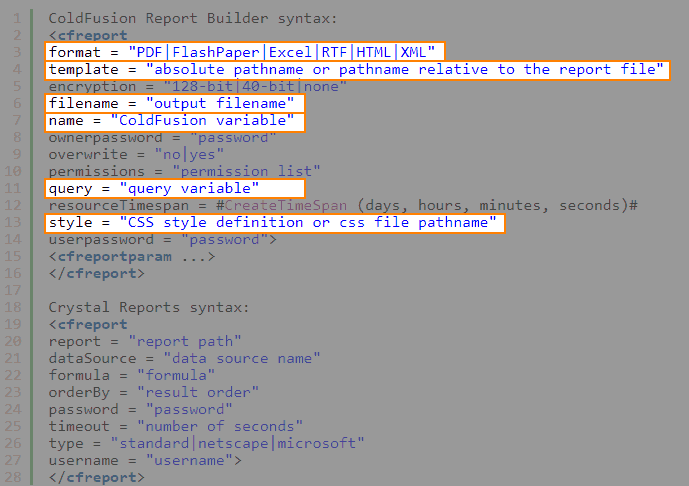 1 ColdFusion Report Builder syntax:
2 <cfreport
3 format = "PDF|FlashPaper|Excel|RTF|HTML|XML"
4 template = "absolute pathname or pathname relative to the report file"
5 encryption = "128-bit|40-bit|none"
6 filename = "output filename"
7 name = "ColdFusion variable"
8 ownerpassword = "password"
9 overwrite = "no|yes"
10 permissions = "permission list"
11 query = "query variable"
12 resourceTimespan = #CreateTimeSpan (days, hours, minutes, seconds)#
13 style = "CSS style definition or css file pathname"
14 userpassword = "password">
15 <cfreportparam ...>
16 </cfreport>
17
18 Crystal Reports syntax:
19 <cfreport
20 report = "report path"
21 dataSource = "data source name"
22 formula = "formula"
23 orderBy = "result order"
24 password = "password"
25 timeout = "number of seconds"
26 type = "standard|netscape|microsoft"
27 username = "username">
28 </cfreport>